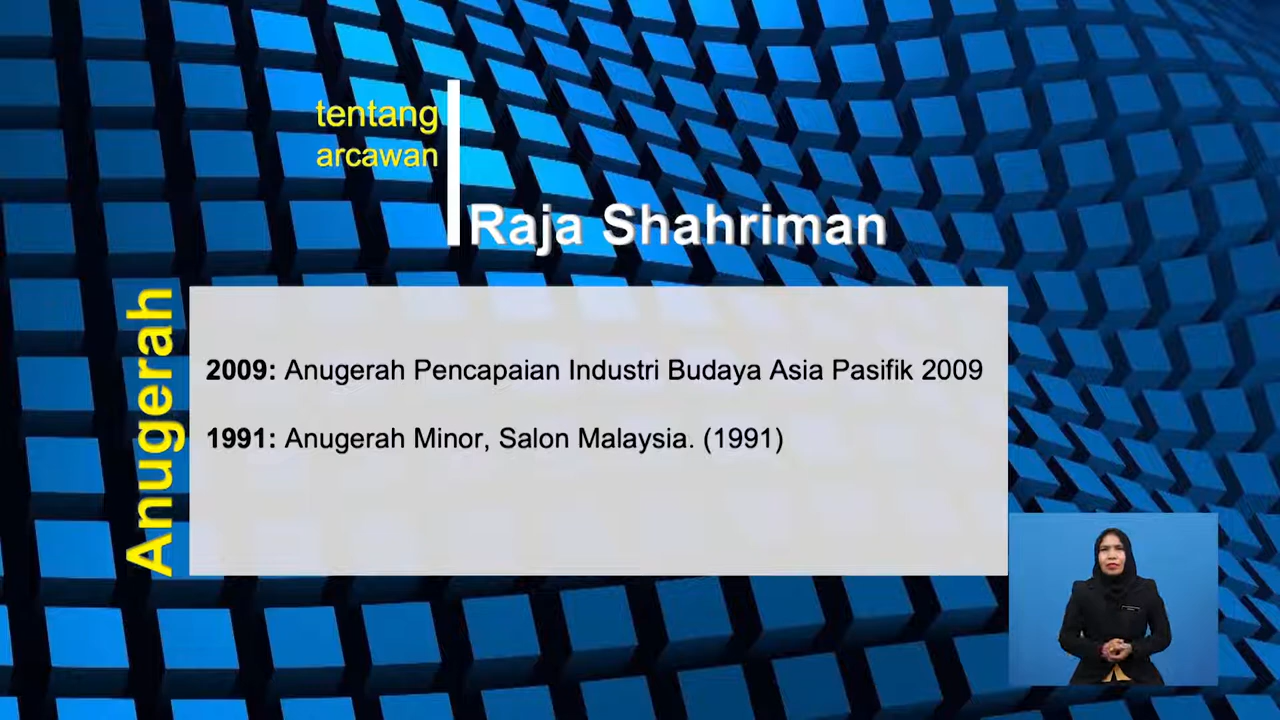 tentang
arcawan
Raja Shahriman
Anugerah
2009: Anugerah Pencapaian Industri Budaya Asia Pasifik 2009
1991: Anugerah Minor, Salon Malaysia. (1991)